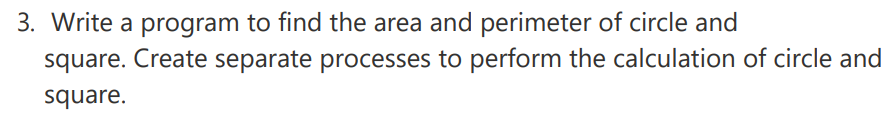 3. Write a program to find the area and perimeter of circle and
square. Create separate processes to perform the calculation of circle and
square.